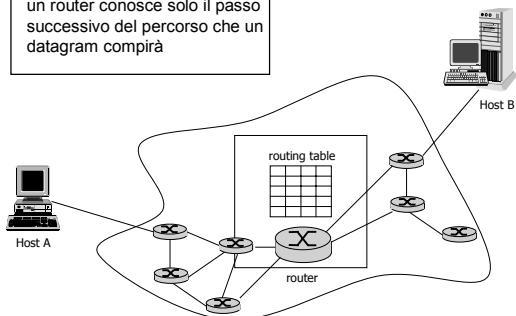 un router conosce solo il passo
successivo del percorso che un
datagram compirà
Host B
routing table
Host A
router